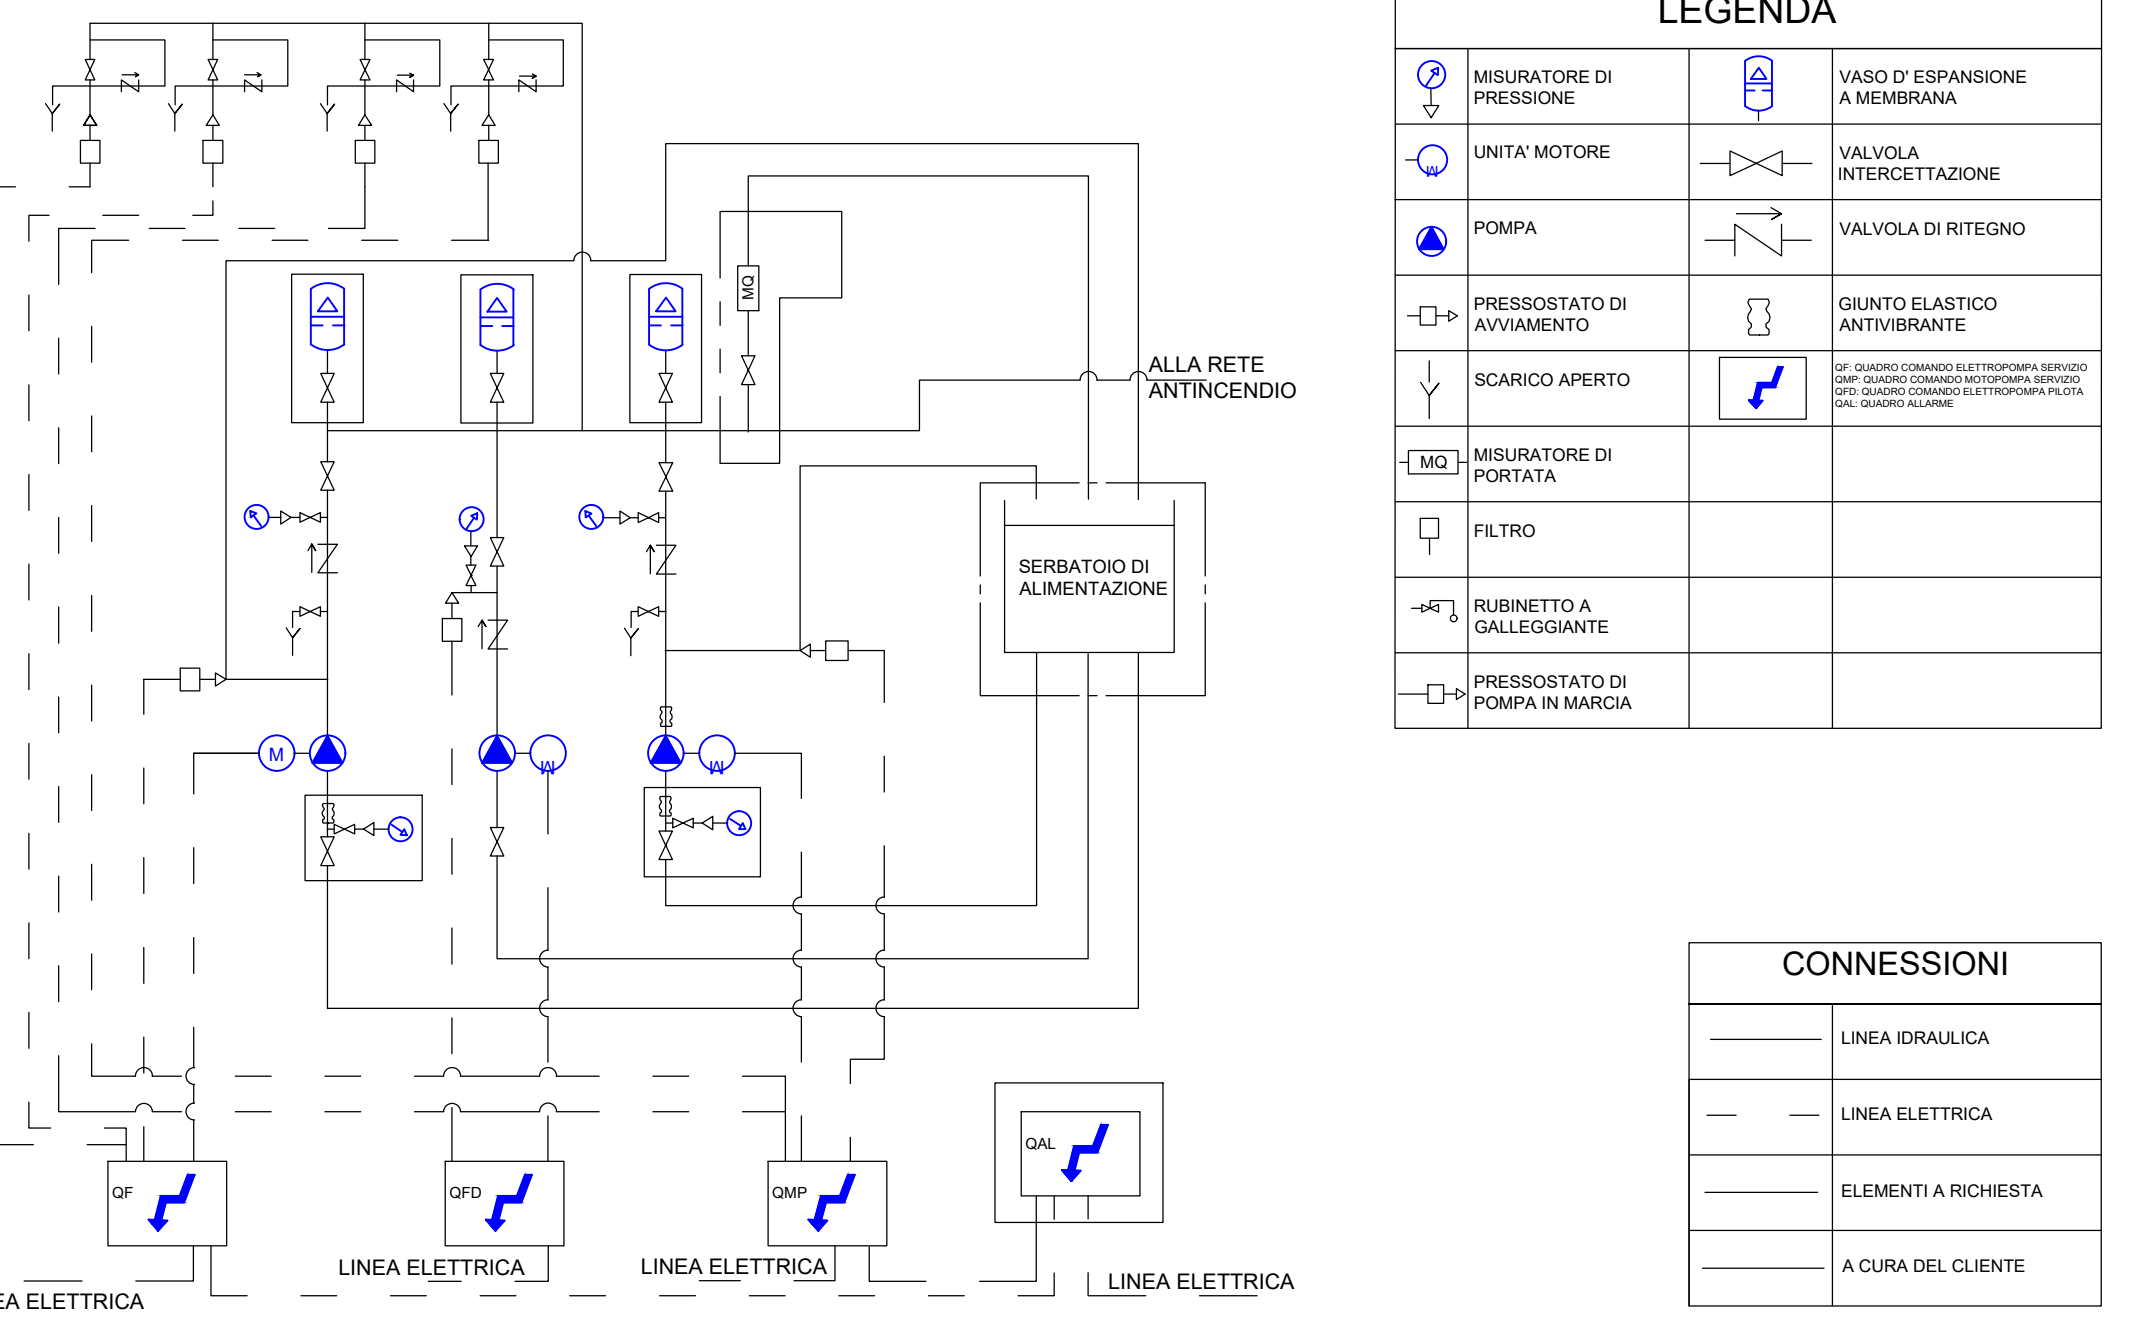 LEGENDA
MISURATORE DI
PRESSIONE
VASO D' ESPANSIONE
A MEMBRANA
M
UNITA' MOTORE
VALVOLA
INTERCETTAZIONE
POMPA
VALVOLA DI RITEGNO
PRESSOSTATO DI
AVVIAMENTO
GIUNTO ELASTICO
ANTIVIBRANTE
SCARICO APERTO
QF: QUADRO COMANDO ELETTROPOMPA SERVIZIO
QMP: QUADRO COMANDO MOTOPOMPA SERVIZIO
QFD: QUADRO COMANDO ELETTROPOMPA PILOTA
QAL: QUADRO ALLARME
MQ
MISURATORE DI
PORTATA
FILTRO
RUBINETTO A
GALLEGGIANTE
PRESSOSTATO DI
POMPA IN MARCIA
MQ
ALLA RETE
ANTINCENDIO
SERBATOIO DI
ALIMENTAZIONE
M
M
M
CONNESSIONI
LINEA IDRAULICA
LINEA ELETTRICA
ELEMENTI A RICHIESTA
A CURA DEL CLIENTE
QAL
QF
QFD
QMP
LINEA ELETTRICA
LINEA ELETTRICA
LINEA ELETTRICA
EA ELETTRICA